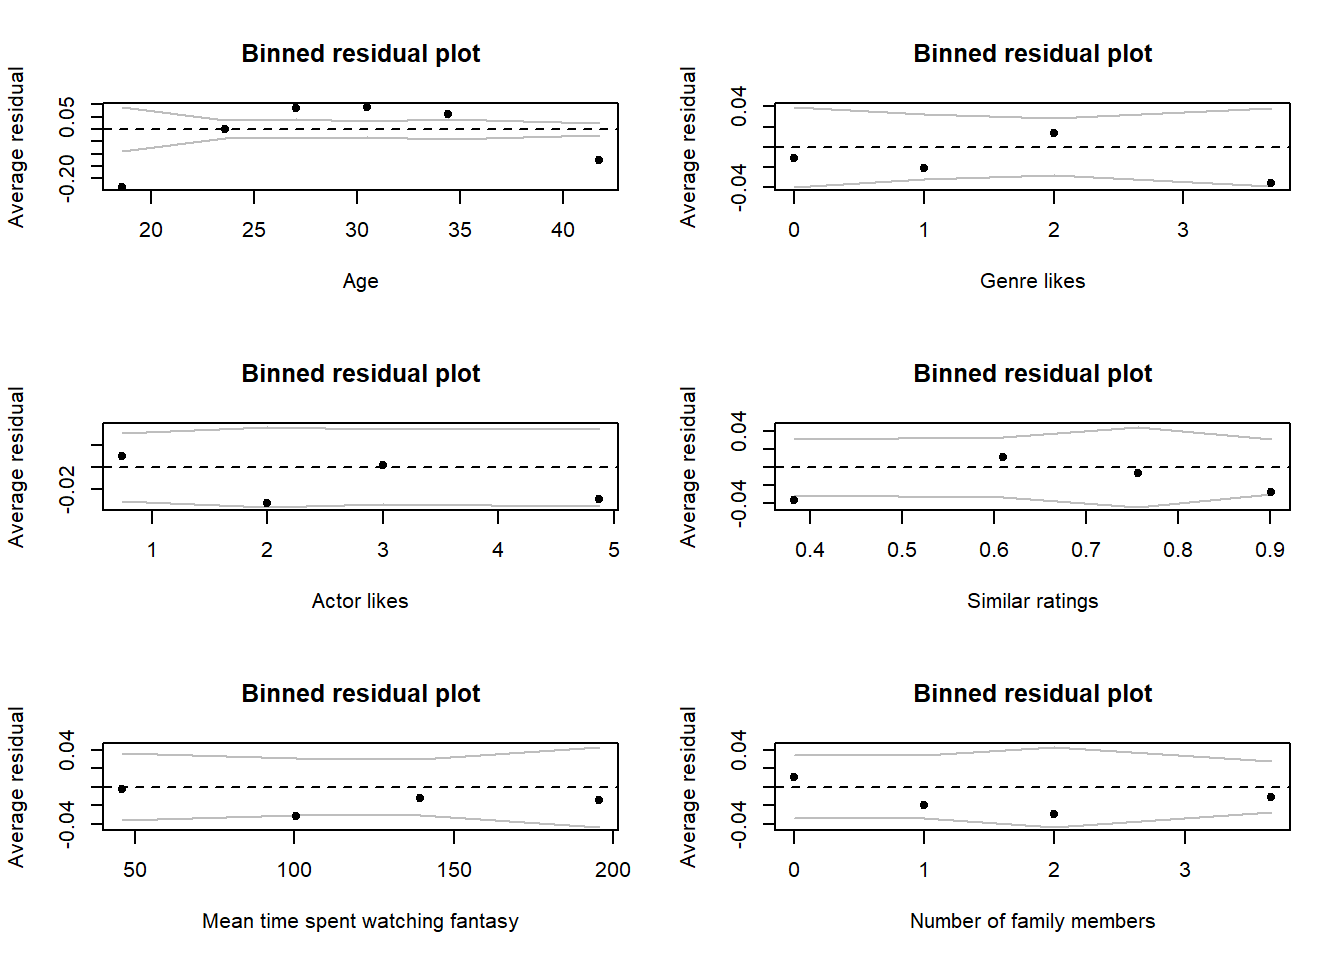 Binned residual plot
Average residual
0.05
-0.20
20 25 30 35 40
Age
Binned residual plot
Average residual
0.04
-0.04
0 1 2 3
Genre likes
Binned residual plot
Average residual
-0.02
1 2 3 4 5
Actor likes
Binned residual plot
Average residual
0.04
-0.04
0.4 0.5 0.6 0.7 0.8 0.9
Similar ratings
Binned residual plot
Average residual
0.04
-0.04
50 100 150 200
Mean time spent watching fantasy
Binned residual plot
Average residual
0.04
-0.04
0 1 2 3
Number of family members